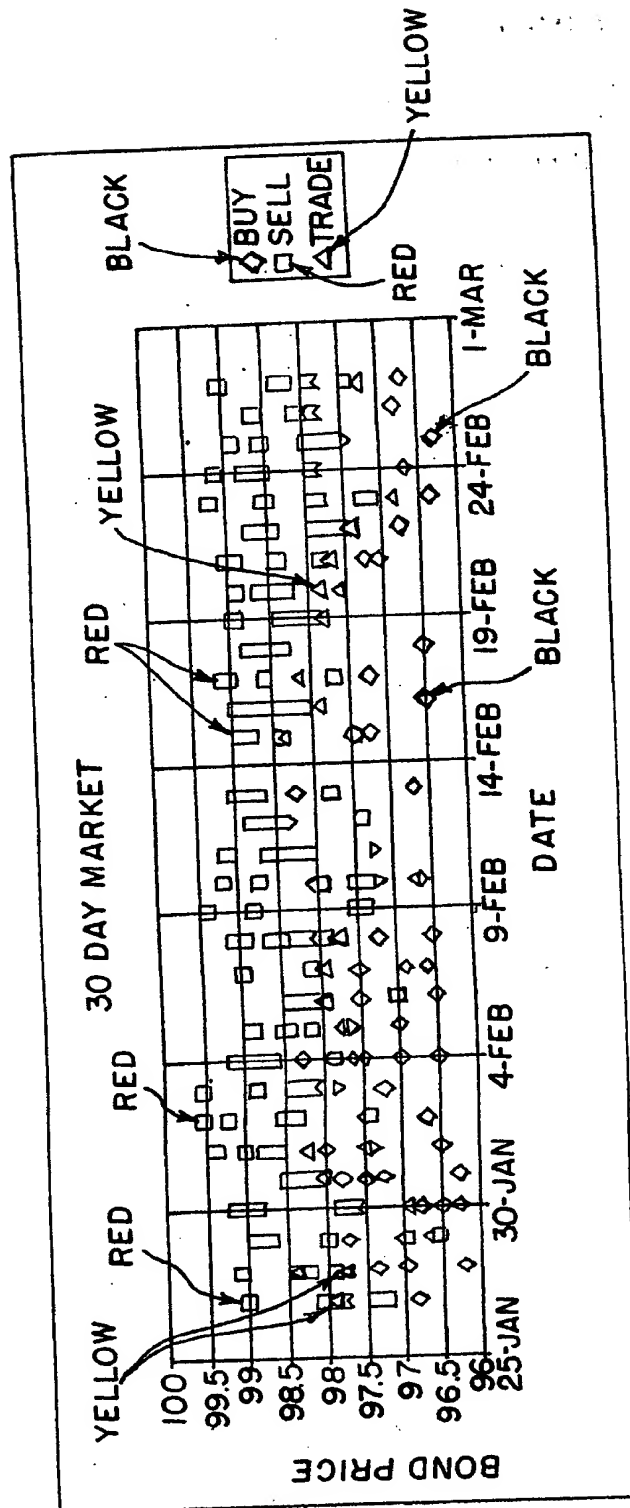 30 DAY MARKET
YELLOW
RED
RED
RED
YELLOW
BLACK
BUY
SELL
TRADE
RED
YELLOW
BOND PRICE
100
99.5
99
98.5
98
97.5
97
96.5
96
25-JAN
30-JAN
4-FEB
9-FEB
14-FEB
19-FEB
24-FEB
1-MAR
DATE
BLACK
BLACK